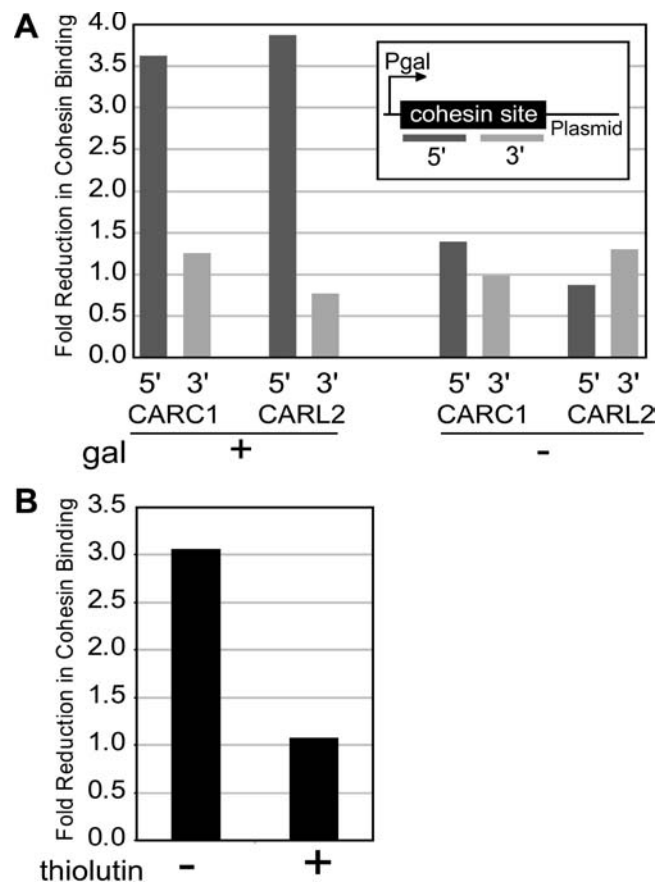 A
Fold Reduction in Cohesin Binding
4.0
3.5
3.0
2.5
2.0
1.5
1.0
0.5
0.0
Pgal
cohesin site
Plasmid
5' 3'
5' 3' 5' 3' 5' 3' 5' 3'
CARC1 CARL2 CARC1 CARL2
gal + -
B
Fold Reduction in Cohesin Binding
3.5
3.0
2.5
2.0
1.5
1.0
0.5
0.0
thiolutin - +